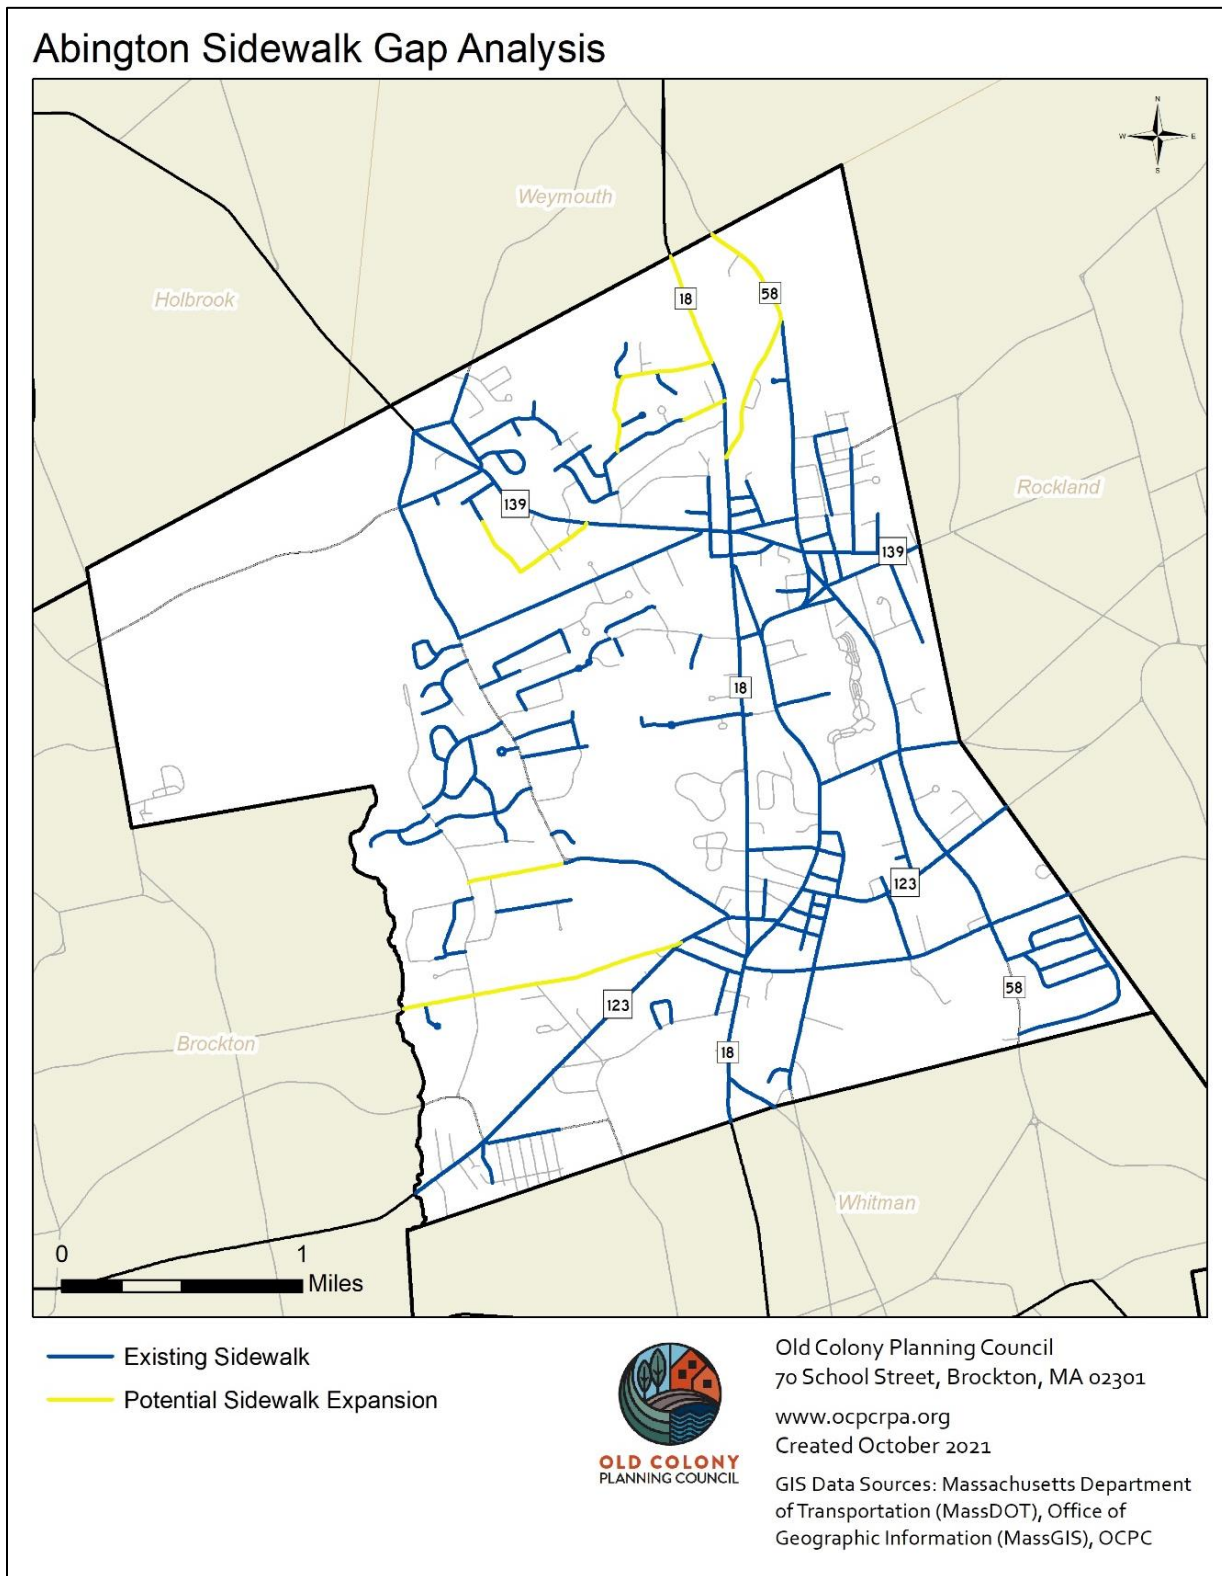 Abington Sidewalk Gap Analysis
N
W E
S
Weymouth
Holbrook
18
58
139
Rockland
139
18
123
58
123
Brockton
18
Whitman
0 1
Miles
Existing Sidewalk
Potential Sidewalk Expansion
OLD COLONY
PLANNING COUNCIL
Old Colony Planning Council
70 School Street, Brockton, MA 02301
www.ocpcrpa.org
Created October 2021
GIS Data Sources: Massachusetts Department
of Transportation (MassDOT), Office of
Geographic Information (MassGIS), OCPC